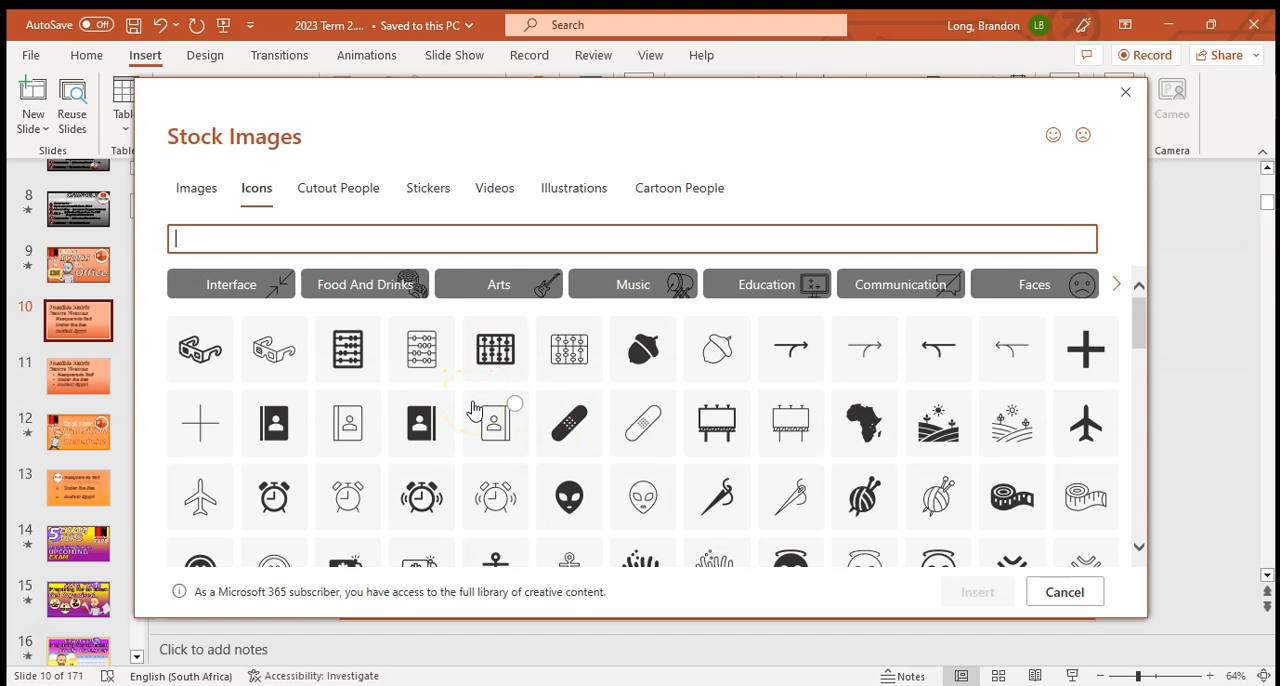 AutoSave Off 2023 Term 2.... • Saved to this PC Search Long, Brandon LB
File Home Insert Design Transitions Animations Slide Show Record Review View Help Record Share
New Slide Reuse Slides Tabl Cameo
Slides Table Camera
Stock Images
Images Icons Cutout People Stickers Videos Illustrations Cartoon People
Interface Food And Drinks Arts Music Education Communication Faces
8
9
10
11
12
13
14
15
16
As a Microsoft 365 subscriber, you have access to the full library of creative content.
Insert Cancel
Click to add notes
Slide 10 of 171 English (South Africa) Accessibility: Investigate Notes 64%